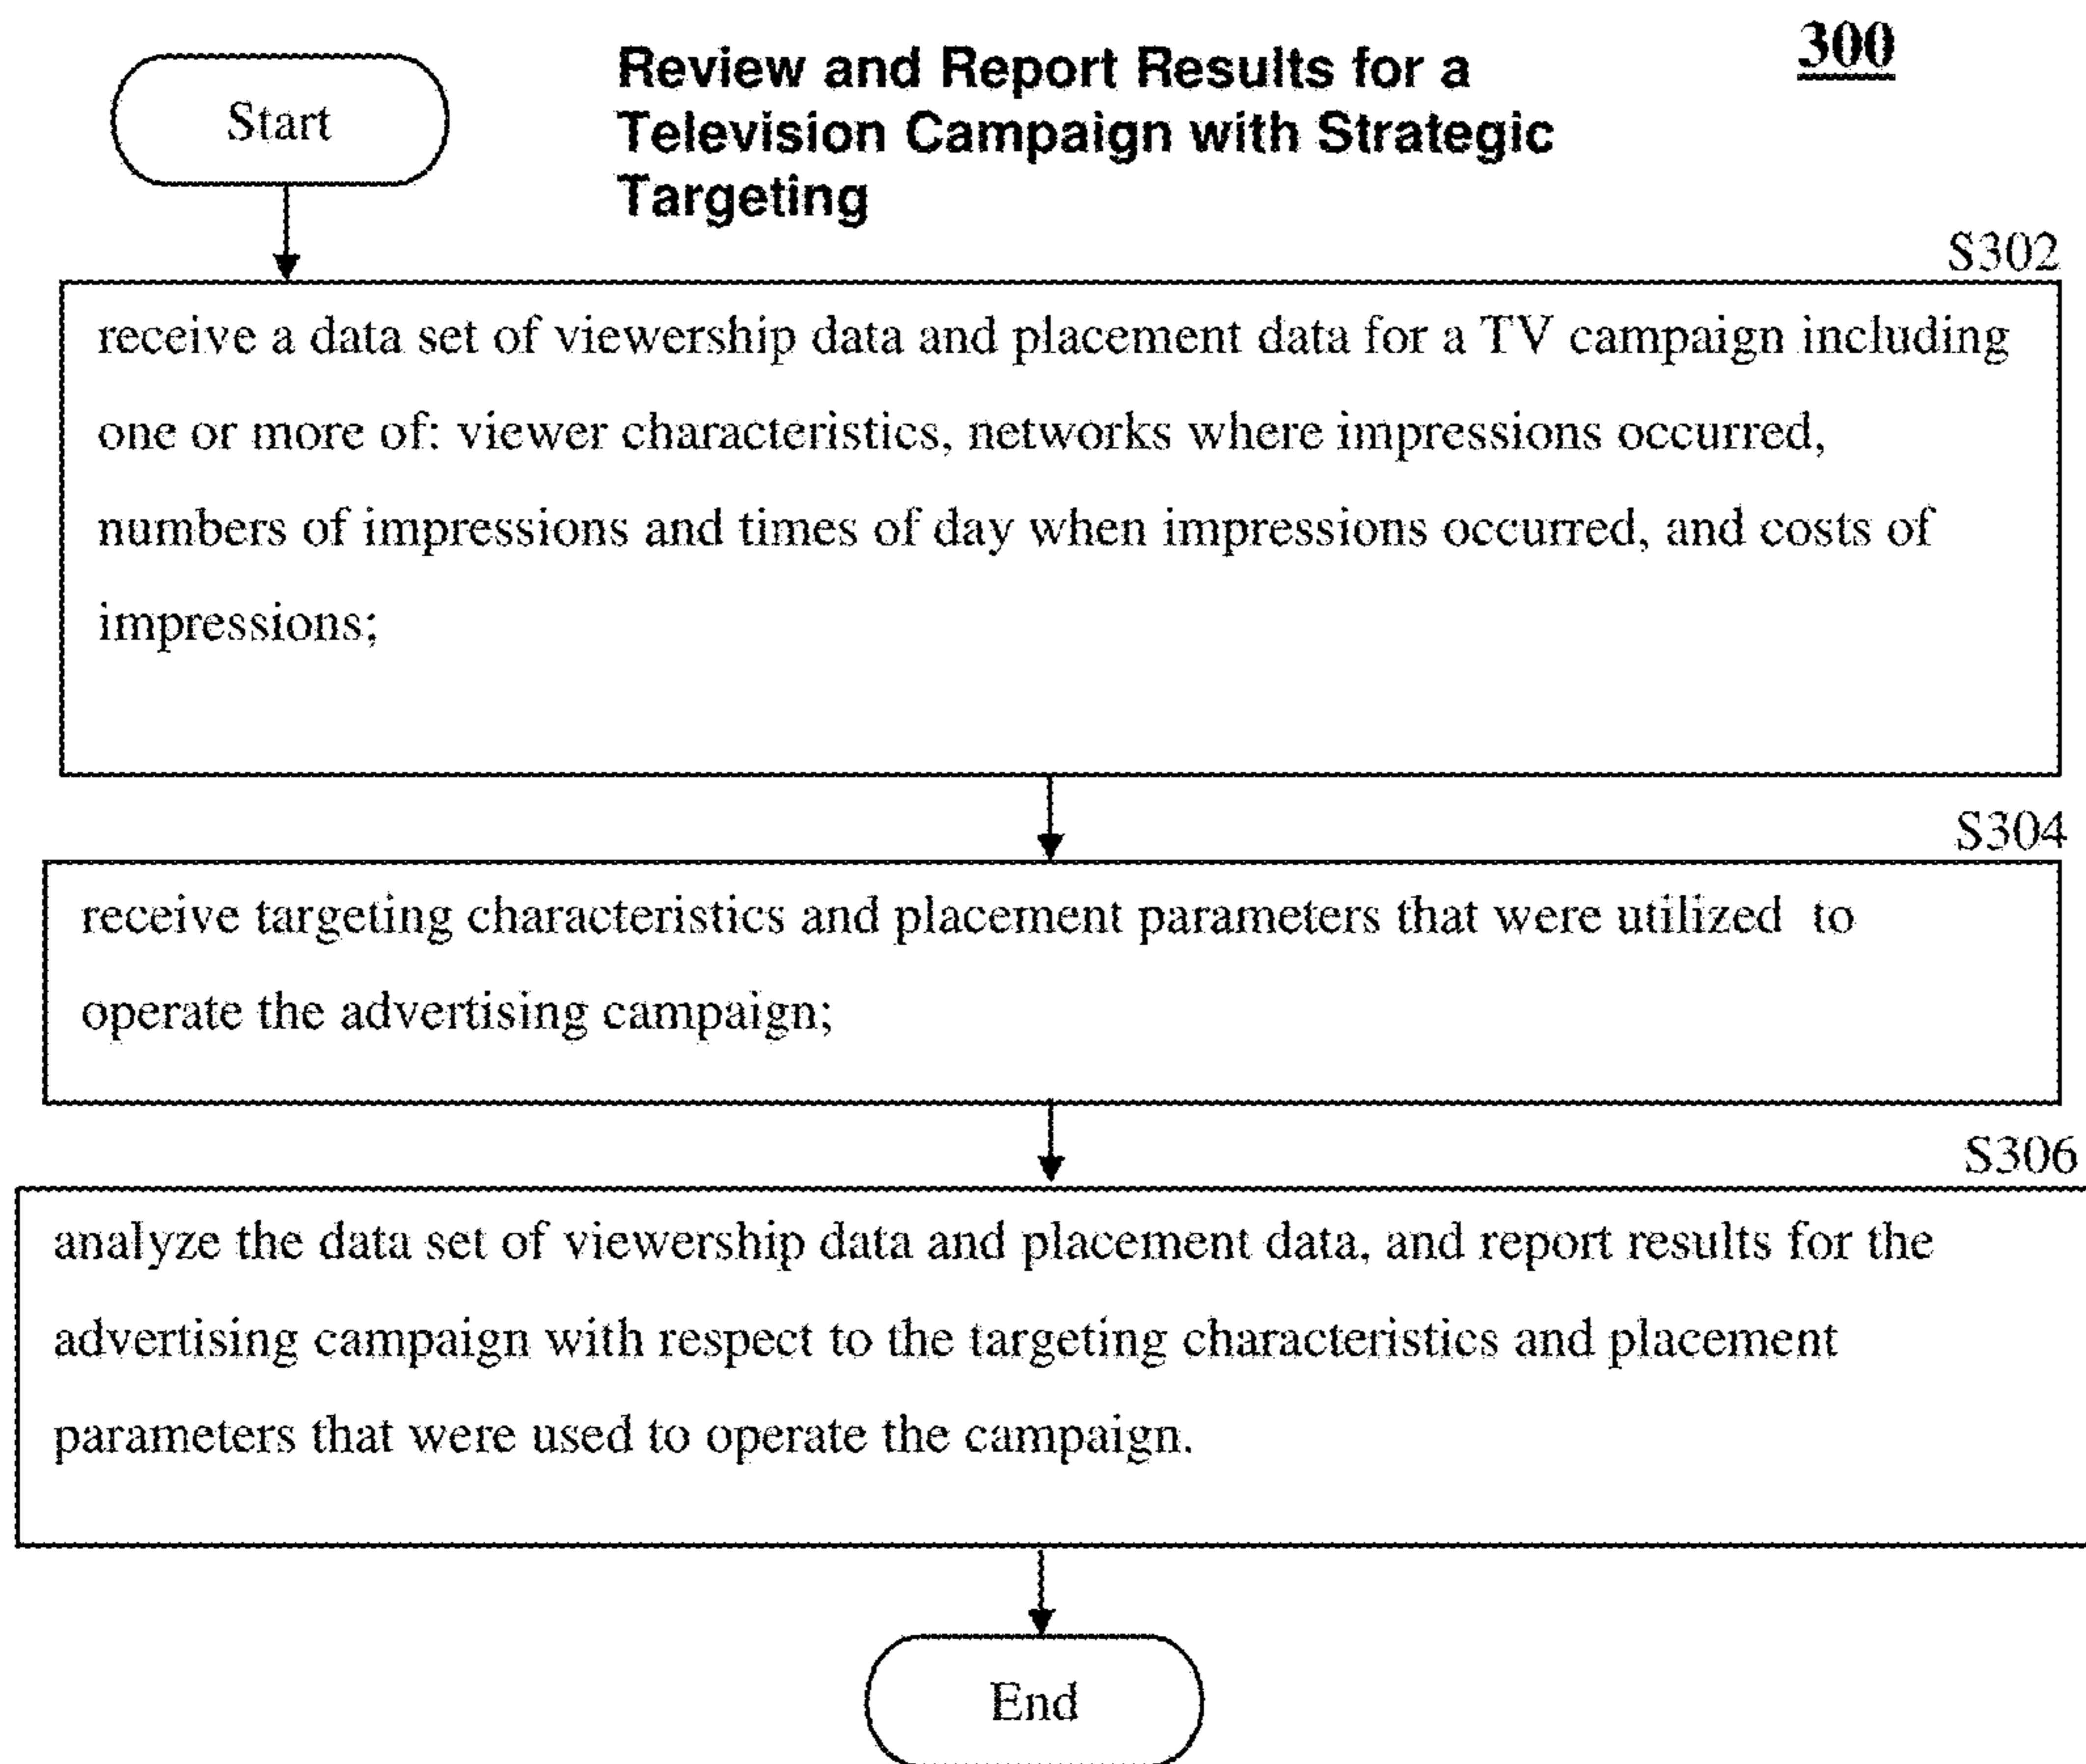 300
Start
Review and Report Results for a
Television Campaign with Strategic
Targeting
S302
receive a data set of viewership data and placement data for a TV campaign including
one or more of: viewer characteristics, networks where impressions occurred,
numbers of impressions and times of day when impressions occurred, and costs of
impressions;
S304
receive targeting characteristics and placement parameters that were utilized to
operate the advertising campaign;
S306
analyze the data set of viewership data and placement data, and report results for the
advertising campaign with respect to the targeting characteristics and placement
parameters that were used to operate the campaign.
End